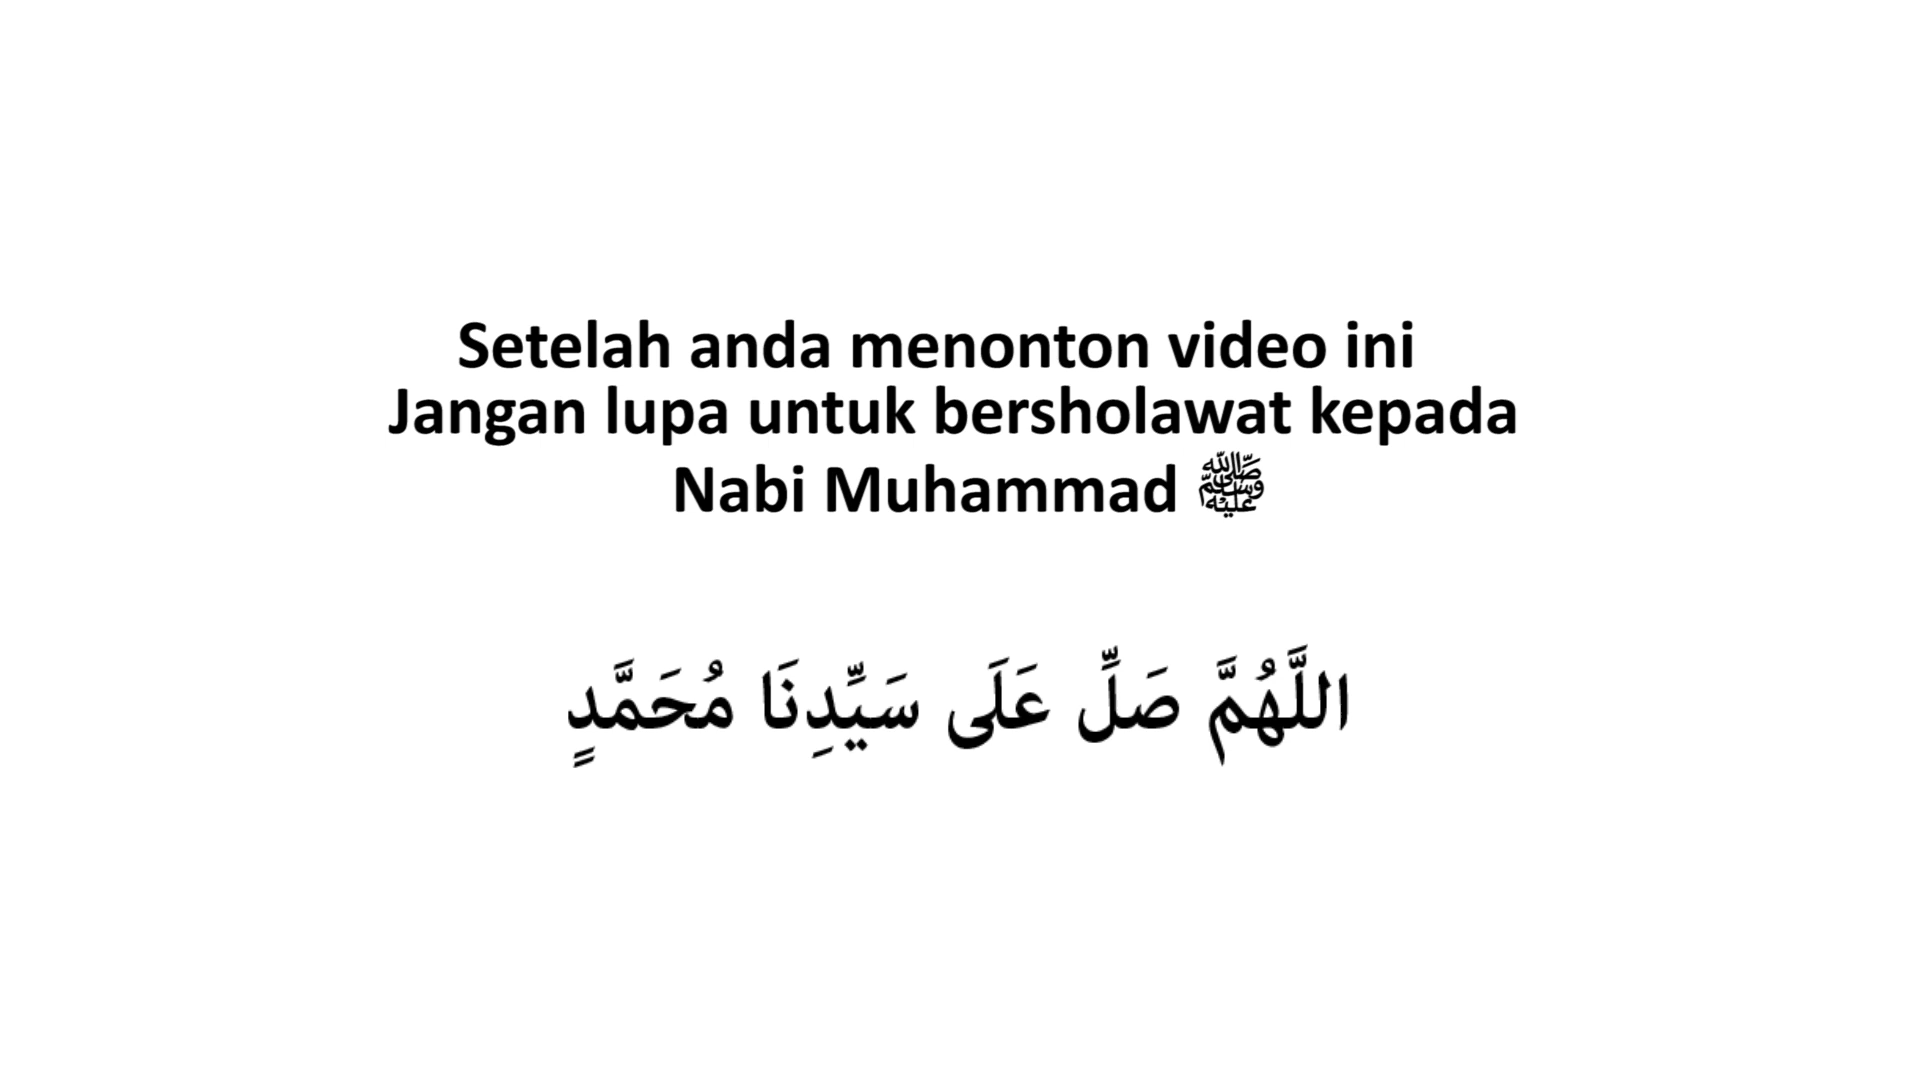 Setelah anda menonton video ini
Jangan lupa untuk bersholawat kepada
Nabi Muhammad ﷺ
اللَّهُمَّ صَلِّ عَلَى سَيِّدِنَا مُحَمَّدٍ